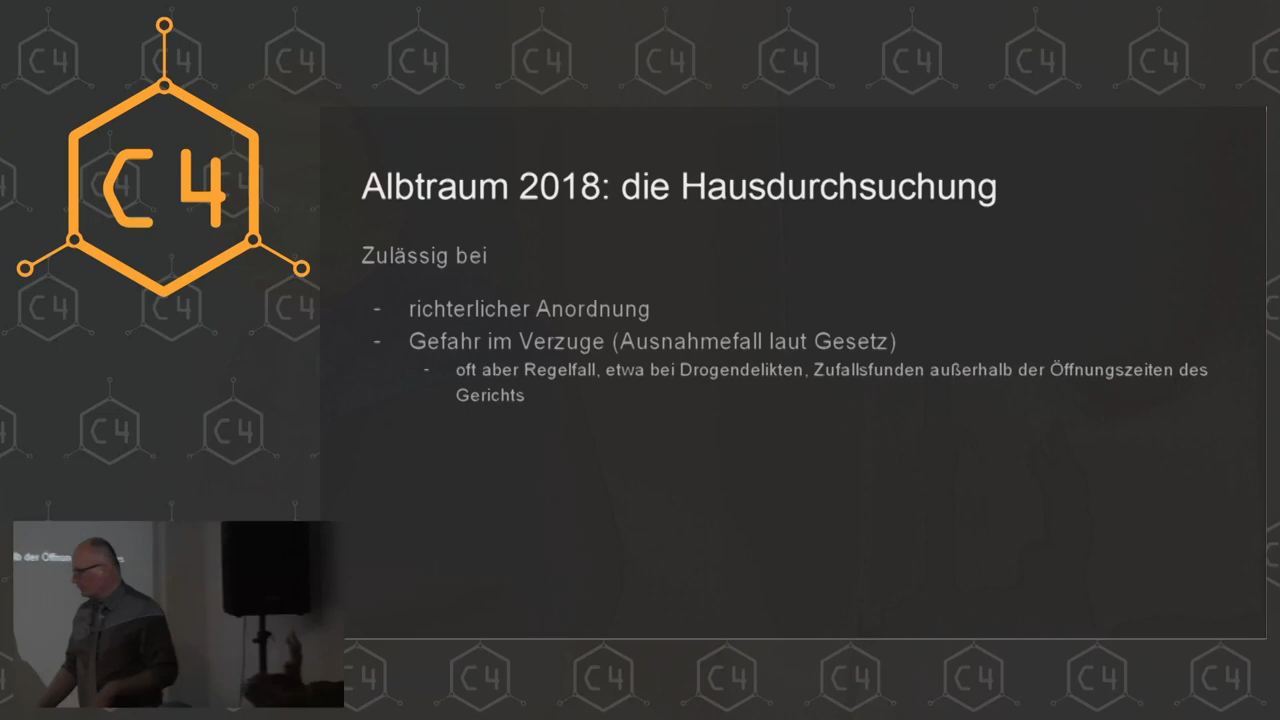 C4
Albtraum 2018: die Hausdurchsuchung
Zulässig bei
- richterlicher Anordnung
- Gefahr im Verzuge (Ausnahmefall laut Gesetz)
- oft aber Regelfall, etwa bei Drogendelikten, Zufallsfunden außerhalb der Öffnungszeiten des
Gerichts